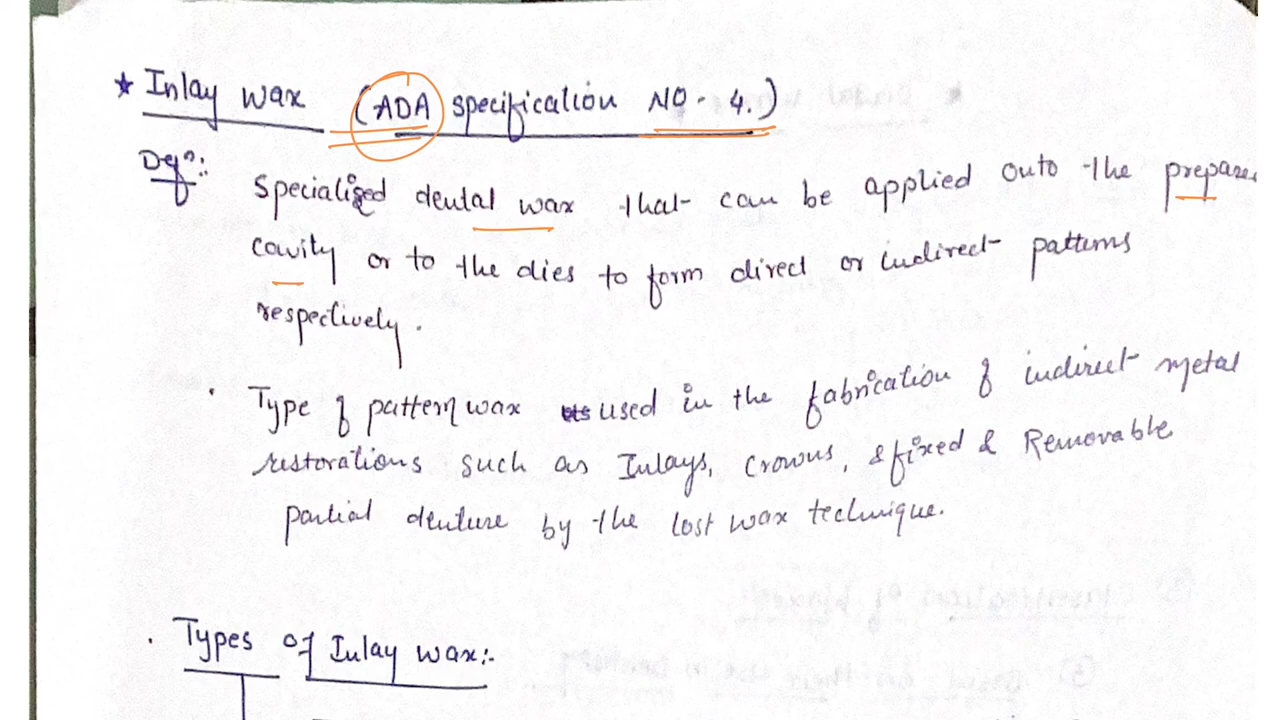 ★ Inlay wax (ADA specification NO. 4.)
Defn:
Specialized dental wax that can be applied onto the prepare
cavity or to the dies to form direct or indirect patterns
respectively.
· Type of pattern wax used in the fabrication of indirect metal
restorations such as Inlays, crowns, & fixed & Removable
partial denture by the lost wax technique.
· Types of Inlay wax:-